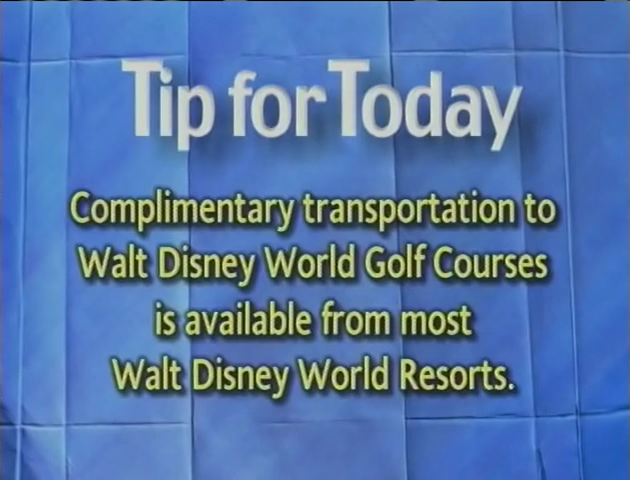 Tip for Today
Complimentary transportation to
Walt Disney World Golf Courses
is available from most
Walt Disney World Resorts.